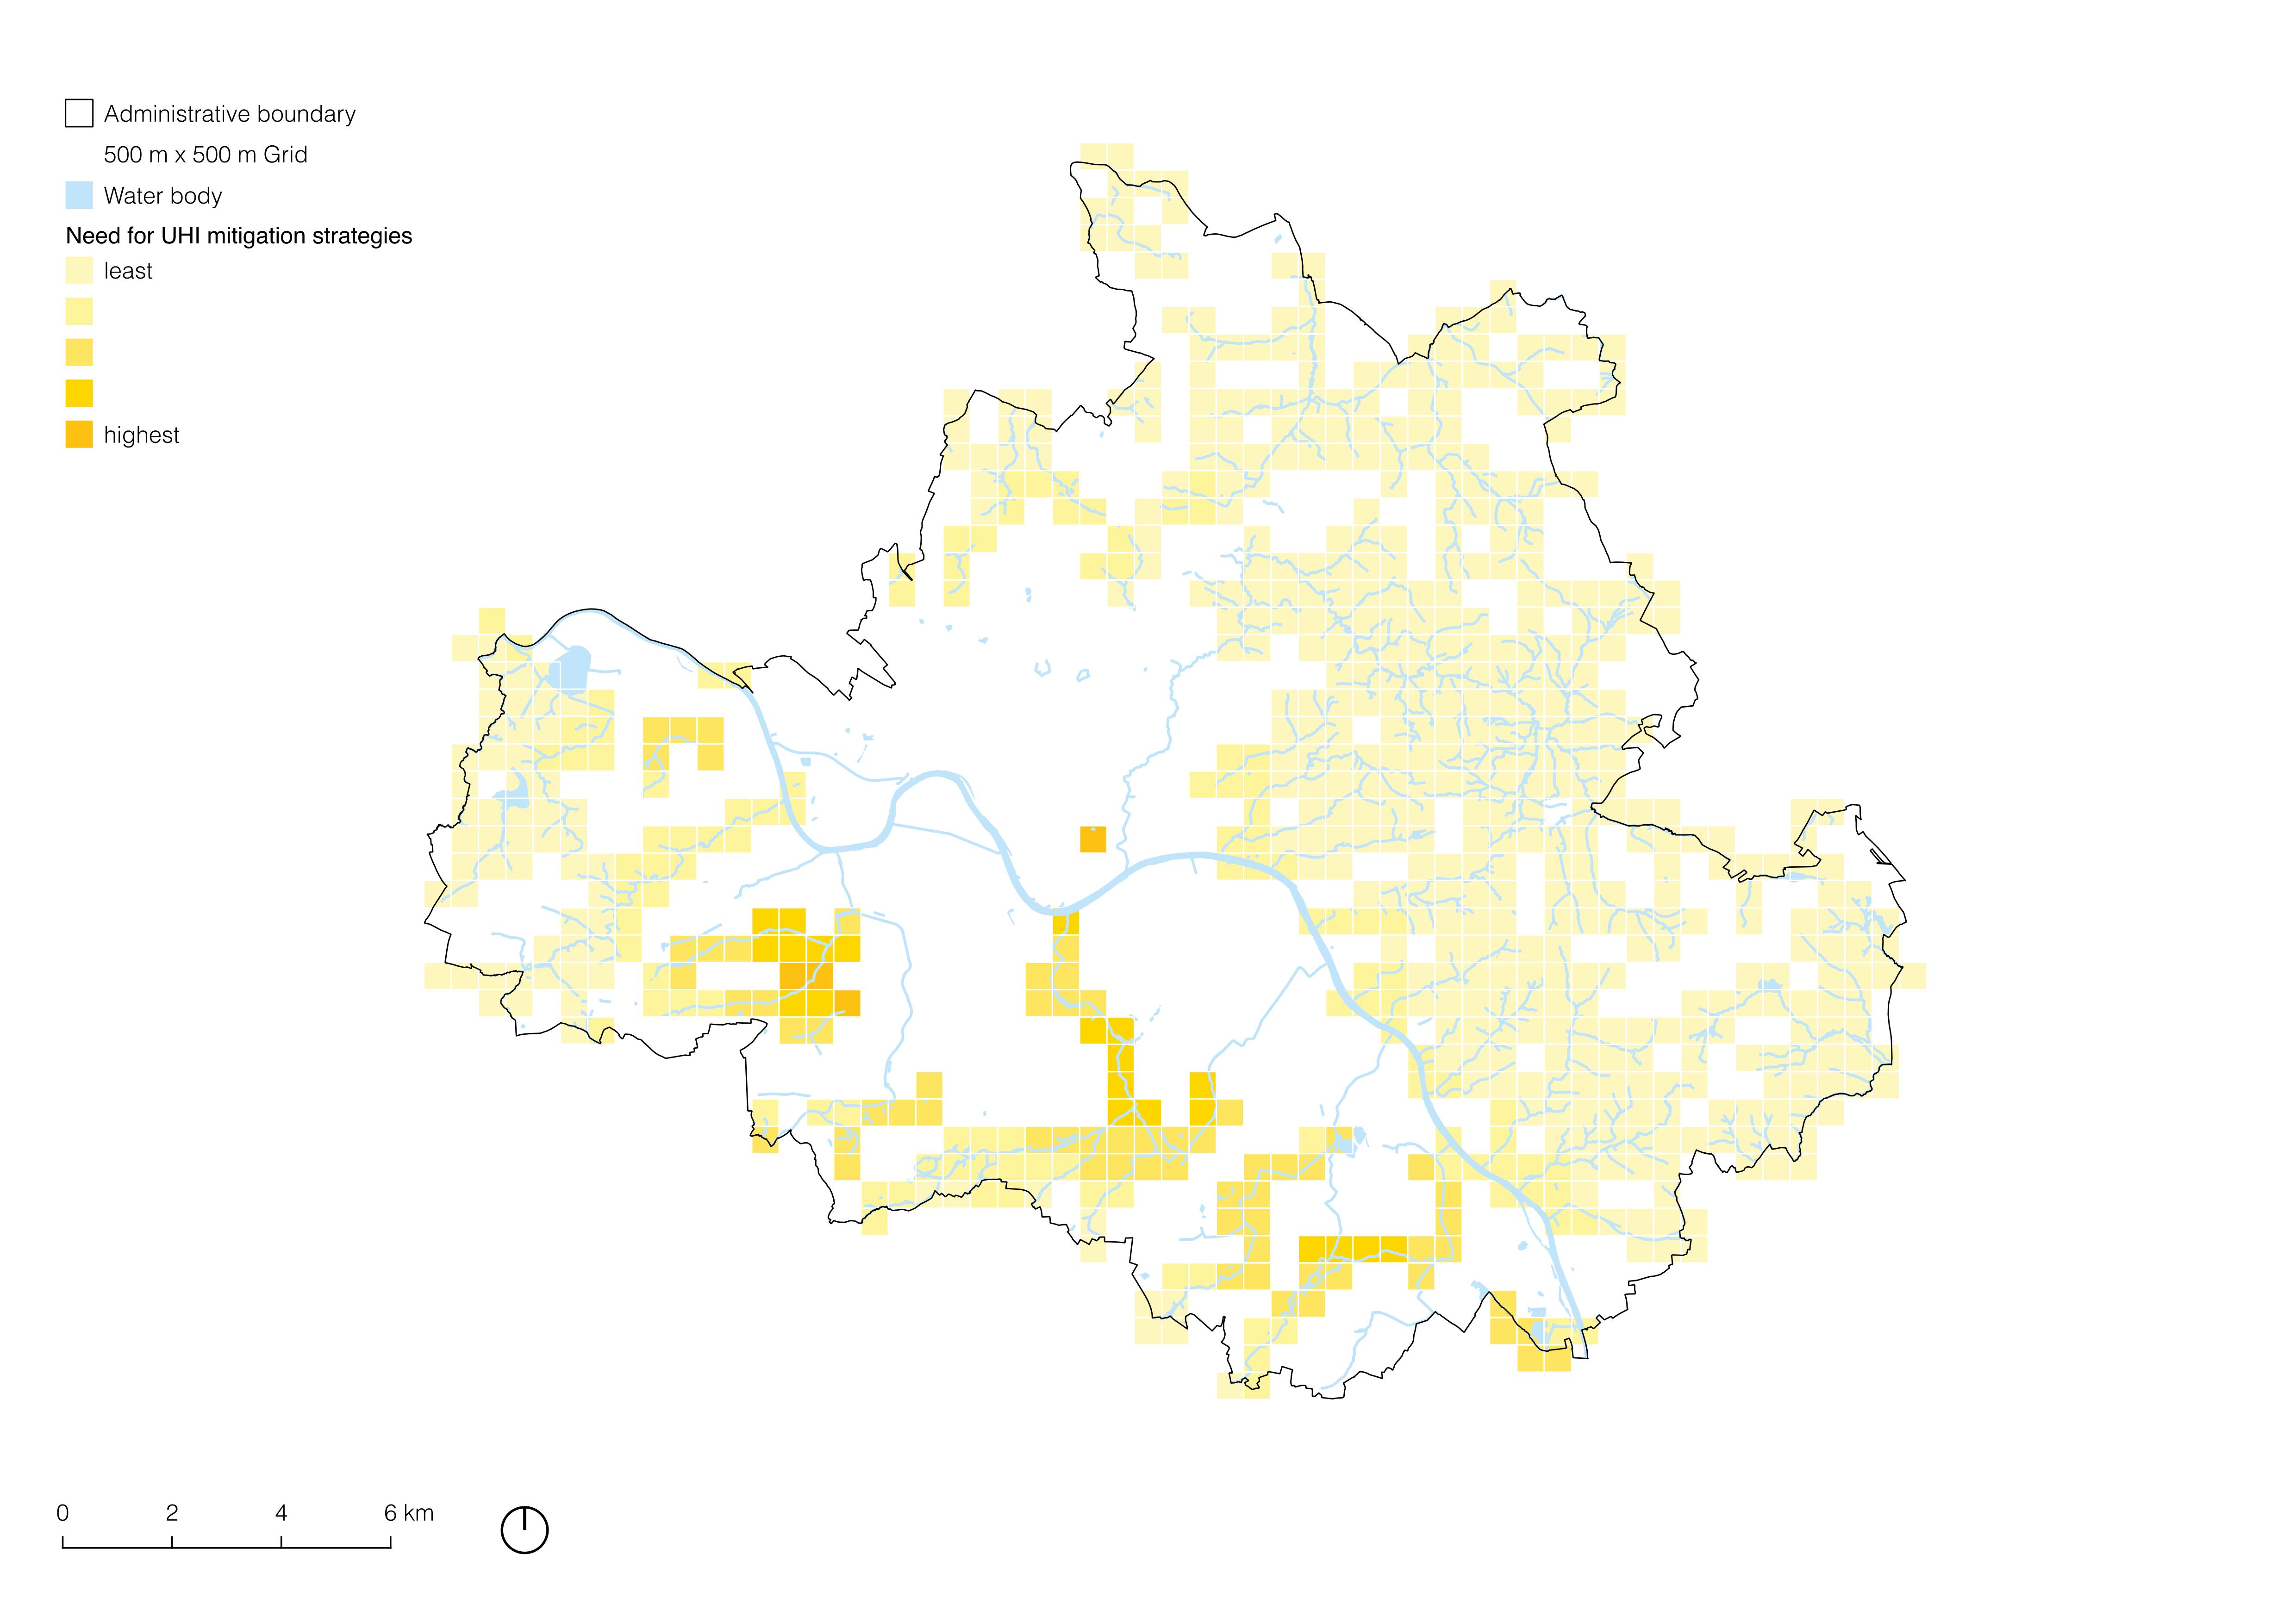 Administrative boundary
500 m x 500 m Grid
Water body
Need for UHI mitigation strategies
least
highest
0 2 4 6 km